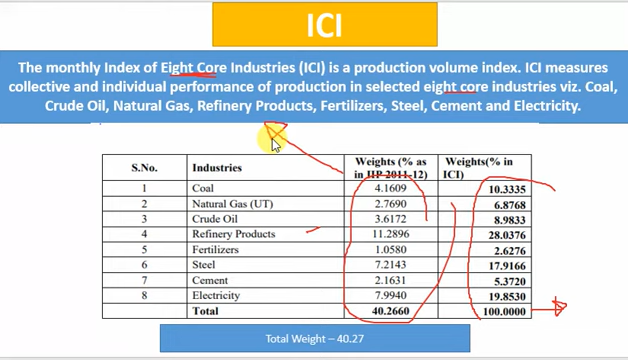 ICI
The monthly Index of Eight Core Industries (ICI) is a production volume index. ICI measures
collective and individual performance of production in selected eight core industries viz. Coal,
Crude Oil, Natural Gas, Refinery Products, Fertilizers, Steel, Cement and Electricity.
S.No. Industries Weights (% as in IIP 2011-12) Weights(% in ICI)
1 Coal 4.1609 10.3335
2 Natural Gas (UT) 2.7690 6.8768
3 Crude Oil 3.6172 8.9833
4 Refinery Products 11.2896 28.0376
5 Fertilizers 1.0580 2.6276
6 Steel 7.2143 17.9166
7 Cement 2.1631 5.3720
8 Electricity 7.9940 19.8530
Total 40.2660 100.0000
Total Weight – 40.27